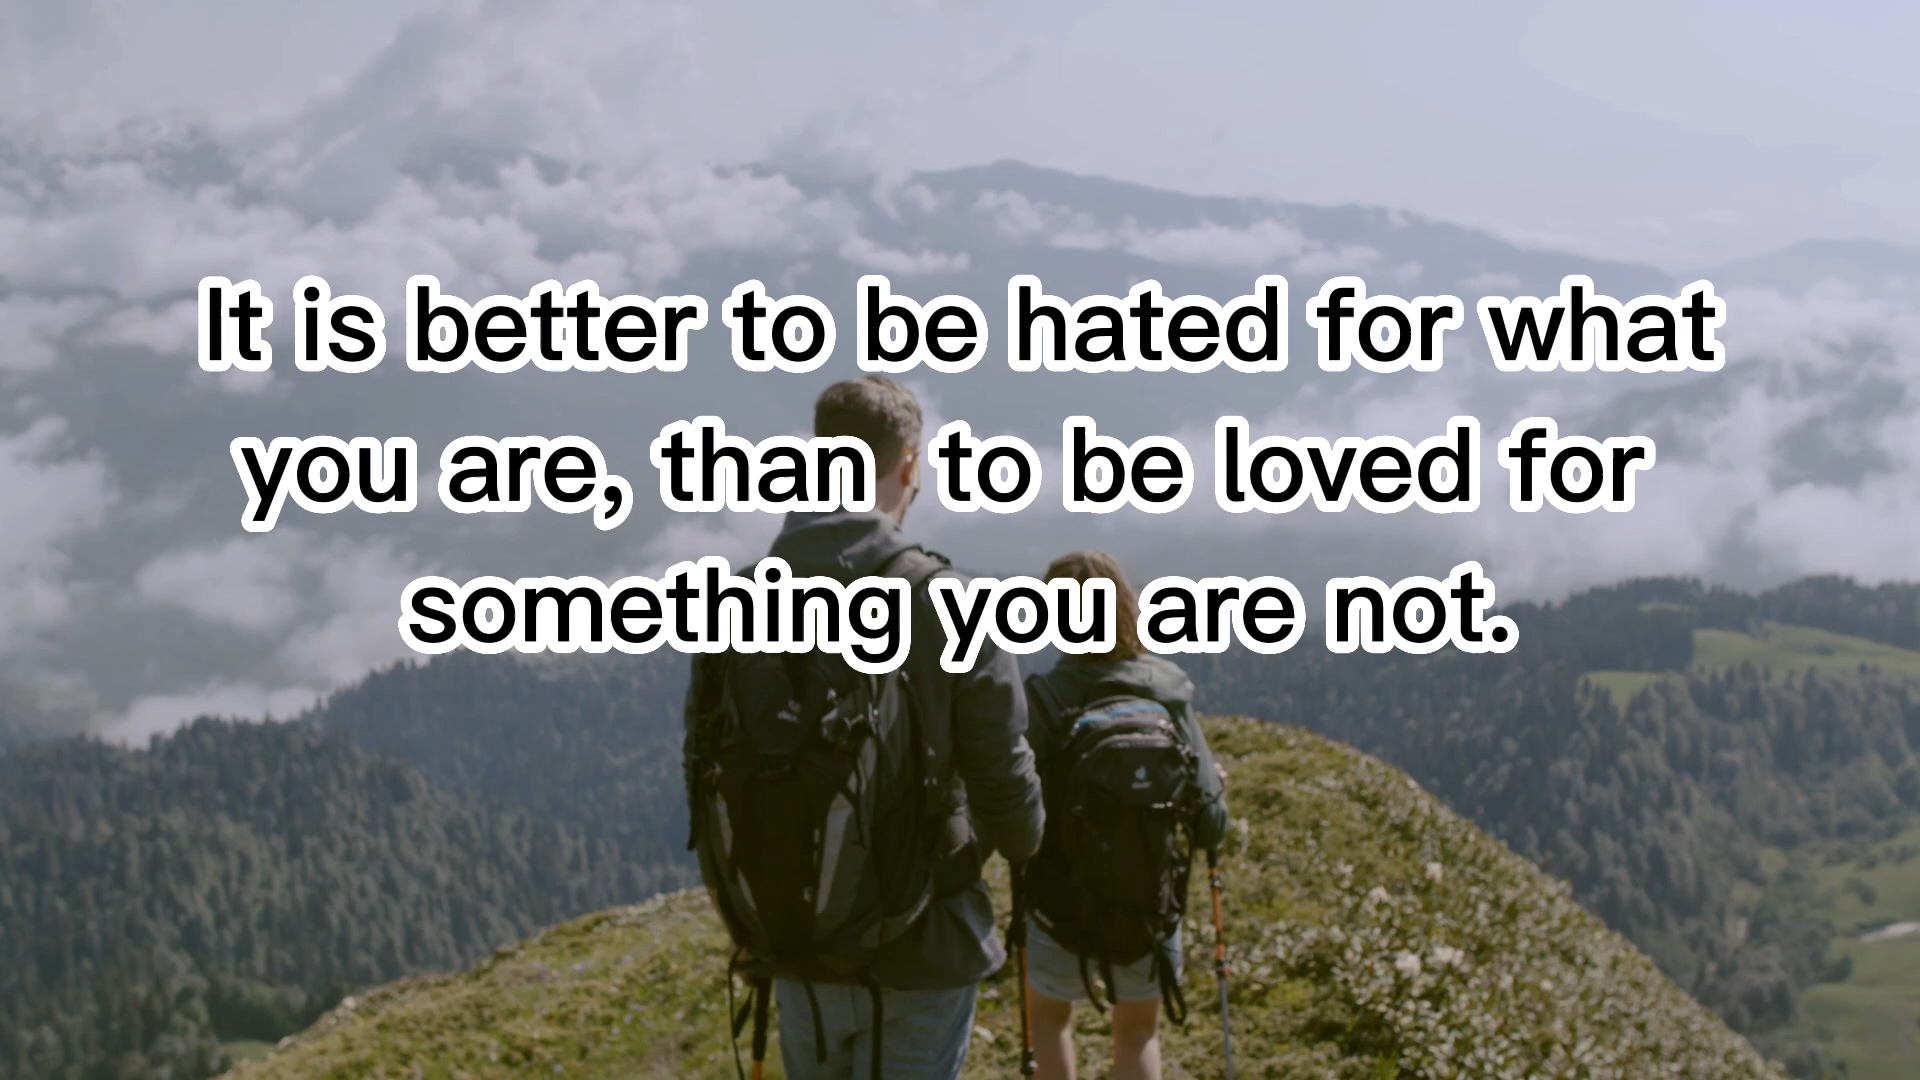 It is better to be hated for what
you are, than  to be loved for
something you are not.